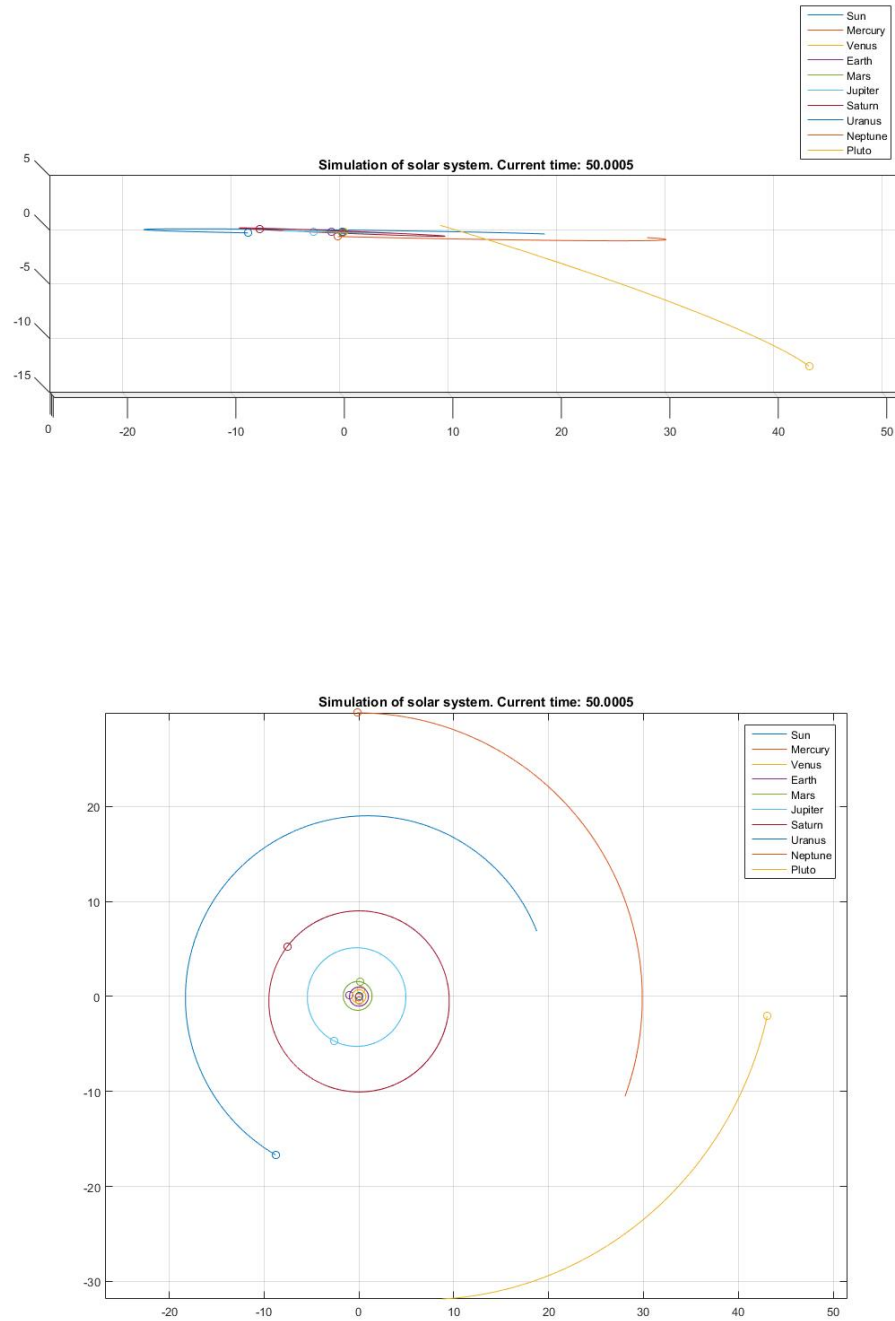 Sun
Mercury
Venus
Earth
Mars
Jupiter
Saturn
Uranus
Neptune
Pluto
Simulation of solar system. Current time: 50.0005
5
0
-5
-10
-15
0
-20 -10 0 10 20 30 40 50
Simulation of solar system. Current time: 50.0005
Sun
Mercury
Venus
Earth
Mars
Jupiter
Saturn
Uranus
Neptune
Pluto
20
10
0
-10
-20
-30
-20 -10 0 10 20 30 40 50